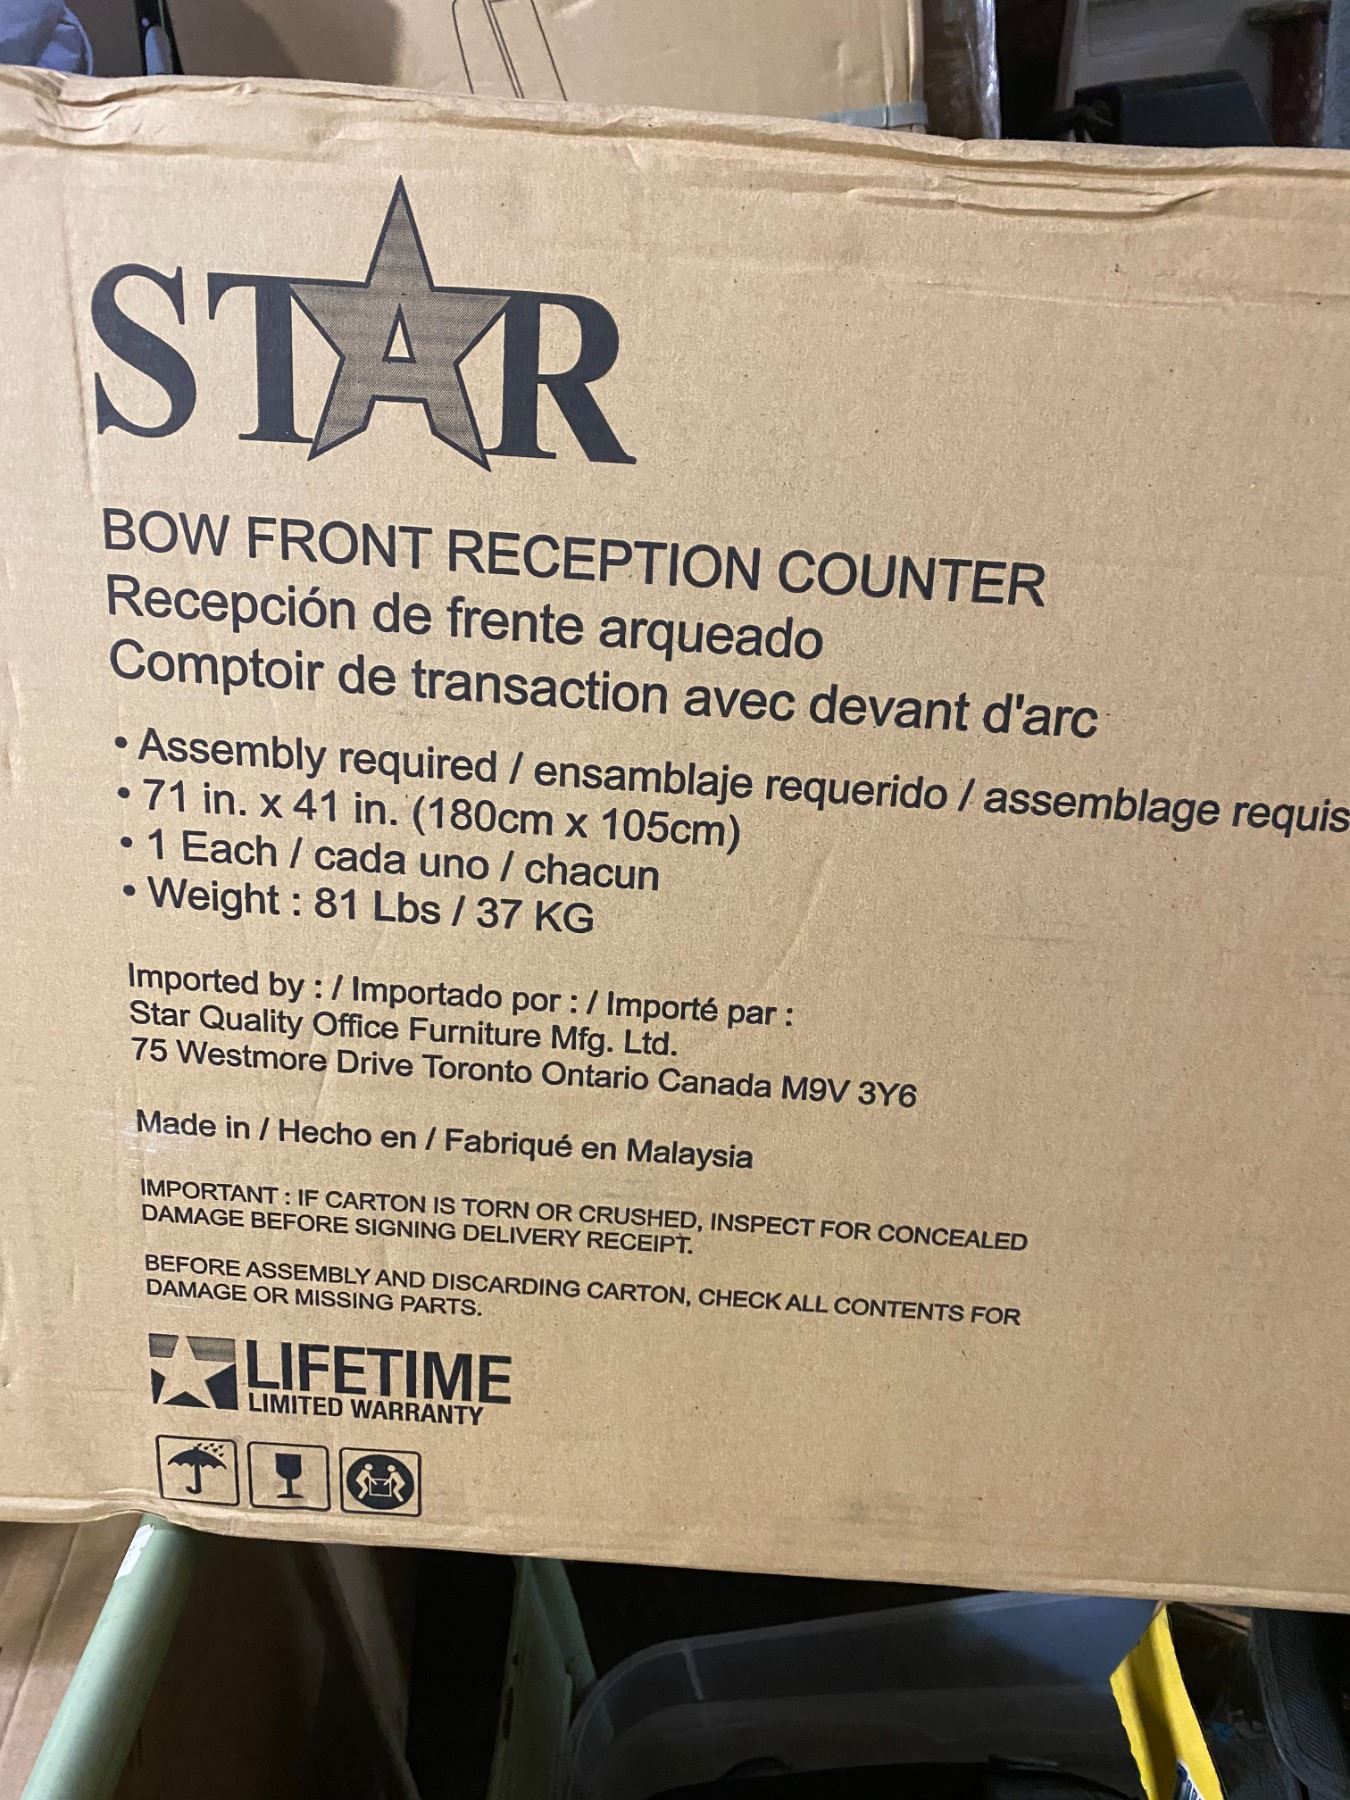 STAR
BOW FRONT RECEPTION COUNTER
Recepción de frente arqueado
Comptoir de transaction avec devant d'arc
• Assembly required / ensamblaje requerido / assemblage requis
• 71 in. x 41 in. (180cm x 105cm)
• 1 Each / cada uno / chacun
• Weight : 81 Lbs / 37 KG
Imported by : / Importado por : / Importé par :
Star Quality Office Furniture Mfg. Ltd.
75 Westmore Drive Toronto Ontario Canada M9V 3Y6
Made in / Hecho en / Fabriqué en Malaysia
IMPORTANT : IF CARTON IS TORN OR CRUSHED, INSPECT FOR CONCEALED
DAMAGE BEFORE SIGNING DELIVERY RECEIPT.
BEFORE ASSEMBLY AND DISCARDING CARTON, CHECK ALL CONTENTS FOR
DAMAGE OR MISSING PARTS.
LIFETIME
LIMITED WARRANTY